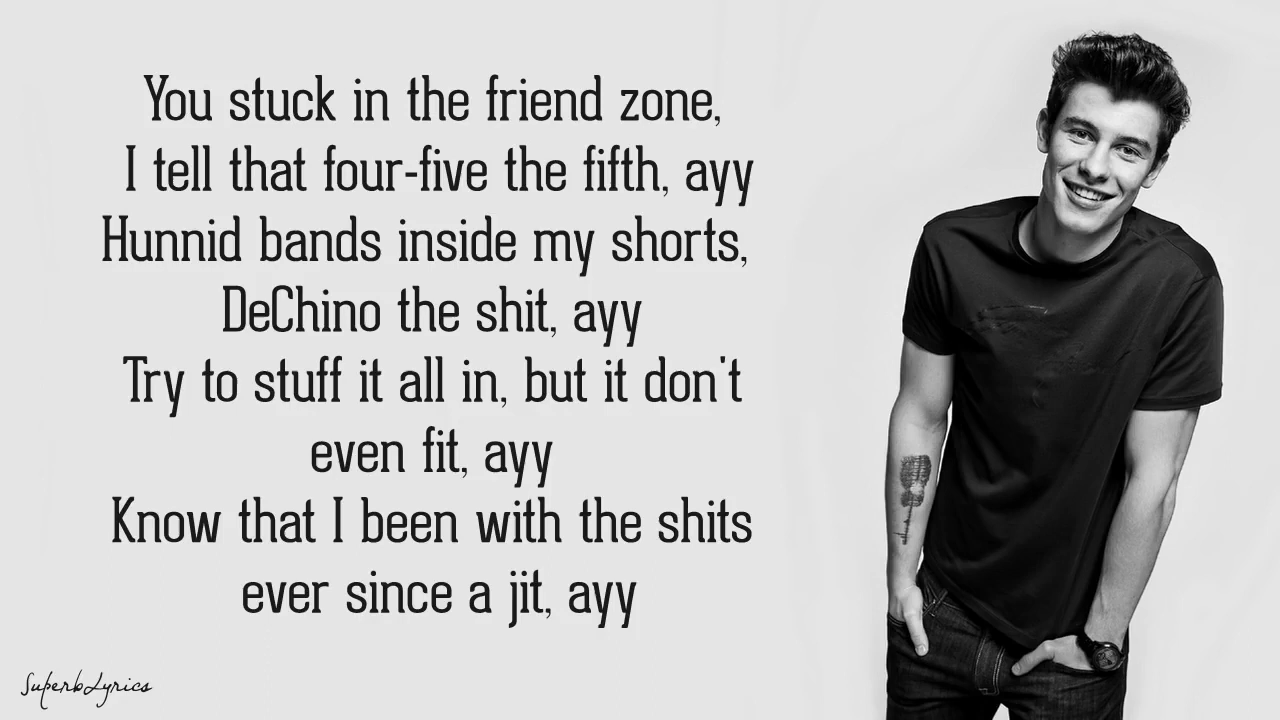 You stuck in the friend zone,
I tell that four-five the fifth, ayy
Hunnid bands inside my shorts,
DeChino the shit, ayy
Try to stuff it all in, but it don't
even fit, ayy
Know that I been with the shits
ever since a jit, ayy
SuperbLyrics